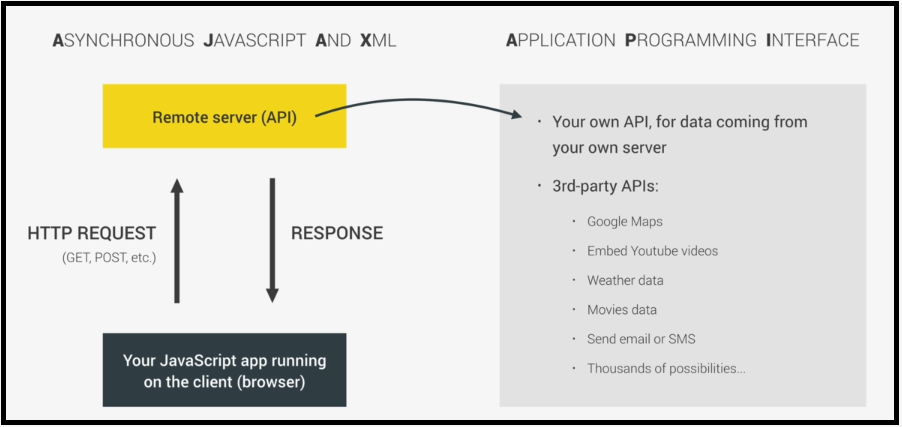 ASYNCHRONOUS JAVASCRIPT AND XML
Remote server (API)
HTTP REQUEST
(GET, POST, etc.)
RESPONSE
Your JavaScript app running
on the client (browser)
APPLICATION PROGRAMMING INTERFACE
· Your own API, for data coming from
your own server
· 3rd-party APIs:
· Google Maps
· Embed Youtube videos
· Weather data
· Movies data
· Send email or SMS
· Thousands of possibilities...